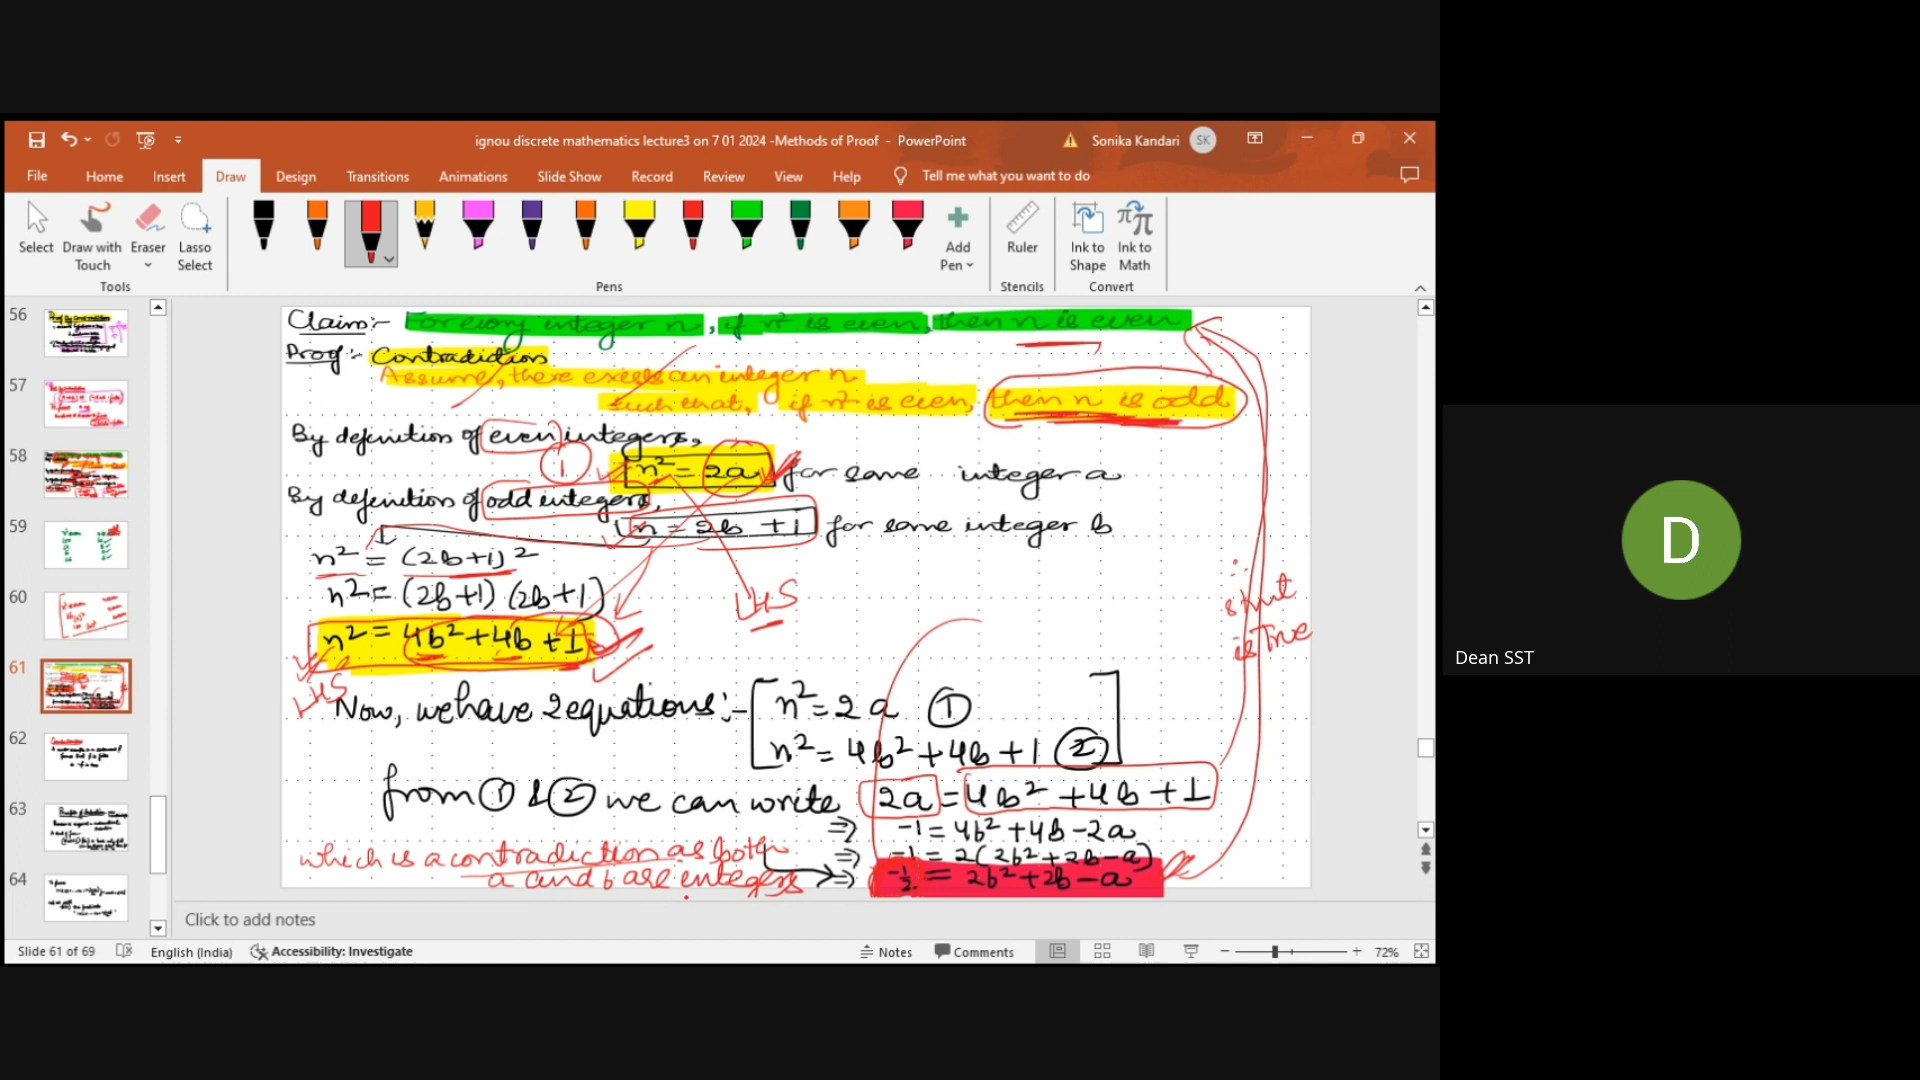 ignou discrete mathematics lecture3 on 7 01 2024 -Methods of Proof - PowerPoint
Sonika Kandari SK
File Home Insert Draw Design Transitions Animations Slide Show Record Review View Help Tell me what you want to do
Select Draw with Touch Eraser Lasso Select
Add Pen
Ruler
Ink to Shape Ink to Math
Tools Pens Stencils Convert
56
57
58
59
60
61
62
63
64
Claim:- For every integer n, if n² is even, then n is even
Proof:- Contradiction
Assume, there exists an integer n
such that, if n² is even, then n is odd
By definition of even integers,
① n² = 2a for some integer a
By definition of odd integers,
n = 2b + 1 for some integer b
n² = (2b+1)²
n² = (2b+1) (2b+1)
LHS
n² = 4b² + 4b + 1
LHS
stmt
is True
Now, we have 2 equations:- n² = 2a ①
n² = 4b² + 4b + 1 ②
from ① & ② we can write 2a = 4b² + 4b + 1
⇒ -1 = 4b² + 4b - 2a
⇒ -1 = 2(2b² + 2b - a)
which is a contradiction as both
a and b are integers
⇒ -1/2 = 2b² + 2b - a
Click to add notes
Slide 61 of 69 English (India) Accessibility: Investigate Notes Comments 72%
D
Dean SST